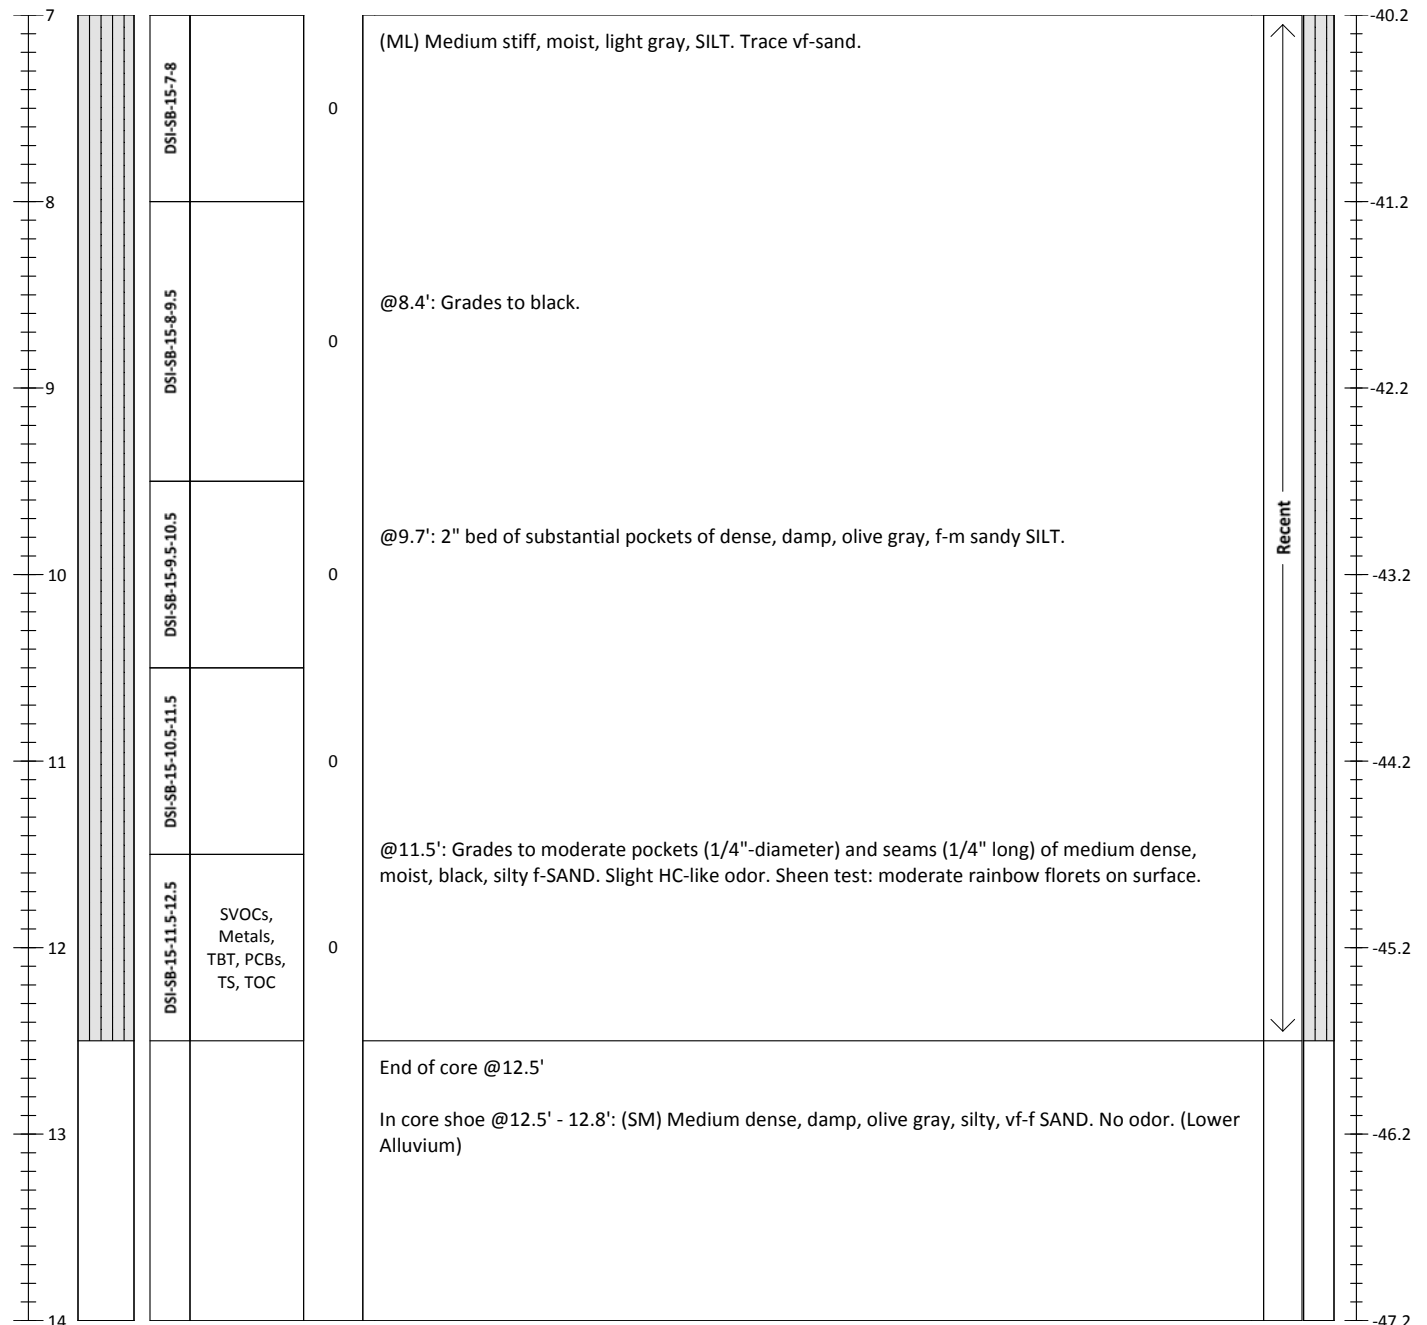 7
-40.2
(ML) Medium stiff, moist, light gray, SILT. Trace vf-sand.
DSI-SB-15-7-8
0
8
-41.2
@8.4': Grades to black.
DSI-SB-15-8-9.5
0
9
-42.2
Recent
@9.7': 2" bed of substantial pockets of dense, damp, olive gray, f-m sandy SILT.
DSI-SB-15-9.5-10.5
10
0
-43.2
DSI-SB-15-10.5-11.5
11
0
-44.2
@11.5': Grades to moderate pockets (1/4"-diameter) and seams (1/4" long) of medium dense,
moist, black, silty f-SAND. Slight HC-like odor. Sheen test: moderate rainbow florets on surface.
DSI-SB-15-11.5-12.5
SVOCs,
Metals,
TBT, PCBs,
TS, TOC
12
0
-45.2
End of core @12.5'
In core shoe @12.5' - 12.8': (SM) Medium dense, damp, olive gray, silty, vf-f SAND. No odor. (Lower
Alluvium)
13
-46.2
14
-47.2